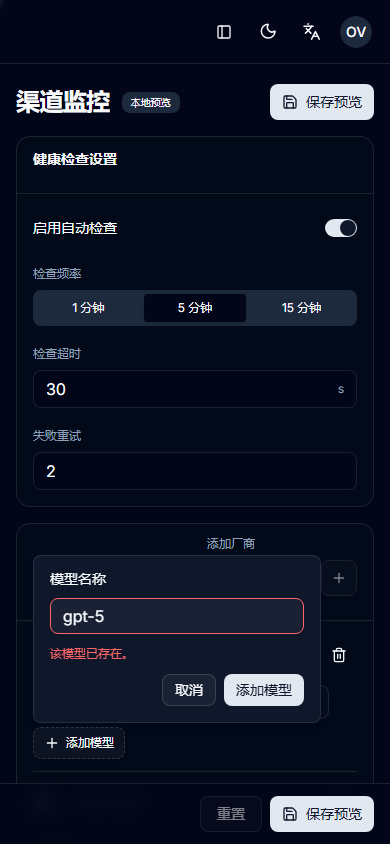 OV
渠道监控
本地预览
保存预览
健康检查设置
启用自动检查
检查频率
1 分钟
5 分钟
15 分钟
检查超时
30
s
失败重试
2
添加厂商
模型名称
gpt-5
该模型已存在。
取消
添加模型
添加模型
重置
保存预览